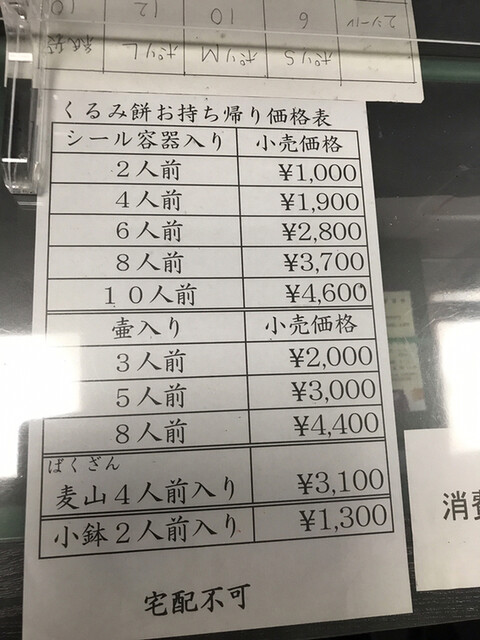 くるみ餅お持ち帰り価格表
シール容器入り 小売価格
2人前 ¥1,000
4人前 ¥1,900
6人前 ¥2,800
8人前 ¥3,700
10人前 ¥4,600
壷入り 小売価格
3人前 ¥2,000
5人前 ¥3,000
8人前 ¥4,400
ばくざん
麦山4人前入り ¥3,100
小鉢2人前入り ¥1,300
宅配不可
消費
ポリS ポリM ポリL
6 10 12 10